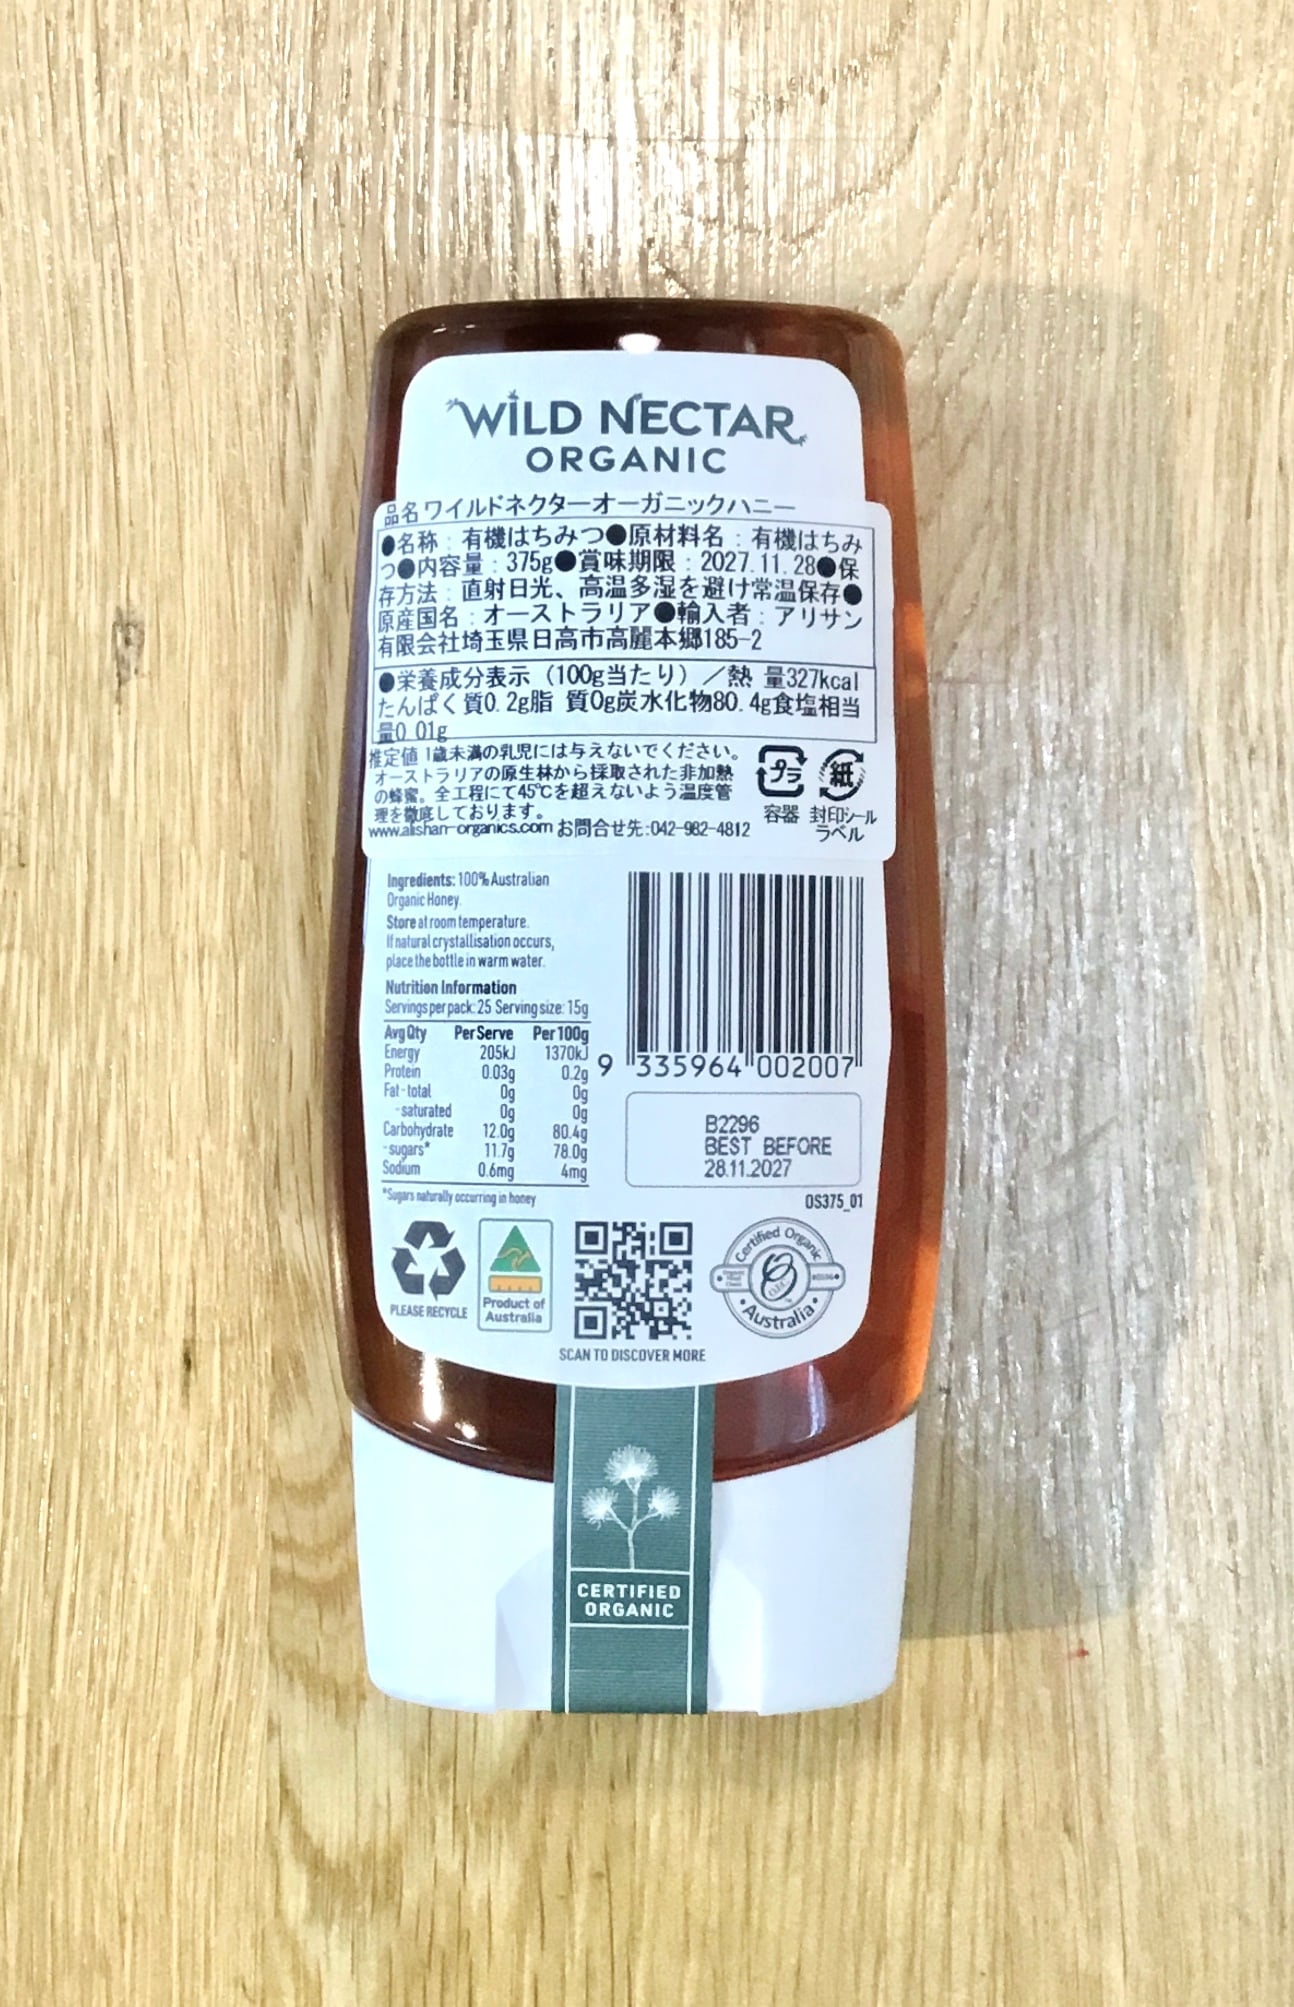 WILD NECTAR
ORGANIC
品名ワイルドネクターオーガニックハニー
●名称：有機はちみつ●原材料名：有機はちみ
つ●内容量：375g●賞味期限：2027.11.28●保
存方法：直射日光、高温多湿を避け常温保存●
原産国名：オーストラリア●輸入者：アリサン
有限会社埼玉県日高市高麗本郷185-2
●栄養成分表示（100g当たり）／熱 量327kcal
たんぱく質0.2g脂 質0g炭水化物80.4g食塩相当
量0.01g
推定値 1歳未満の乳児には与えないでください。
オーストラリアの原生林から採取された非加熱
の蜂蜜。全工程にて45℃を超えないよう温度管
理を徹底しております。
www.alishan-organics.com お問合せ先:042-982-4812
プラ
容器
紙
封印シール
ラベル
Ingredients: 100% Australian
Organic Honey.
Store at room temperature.
If natural crystallisation occurs,
place the bottle in warm water.
Nutrition Information
Servings per pack: 25 Serving size: 15g
Avg Qty Per Serve Per 100g
Energy 205kJ 1370kJ
Protein 0.03g 0.2g
Fat - total 0g 0g
- saturated 0g 0g
Carbohydrate 12.0g 80.4g
- sugars* 11.7g 78.0g
Sodium 0.6mg 4mg
*Sugars naturally occurring in honey
9 335964 002007
B2296
BEST BEFORE
28.11.2027
OS375_01
PLEASE RECYCLE
Product of
Australia
SCAN TO DISCOVER MORE
Certified Organic
Australia
CERTIFIED
ORGANIC